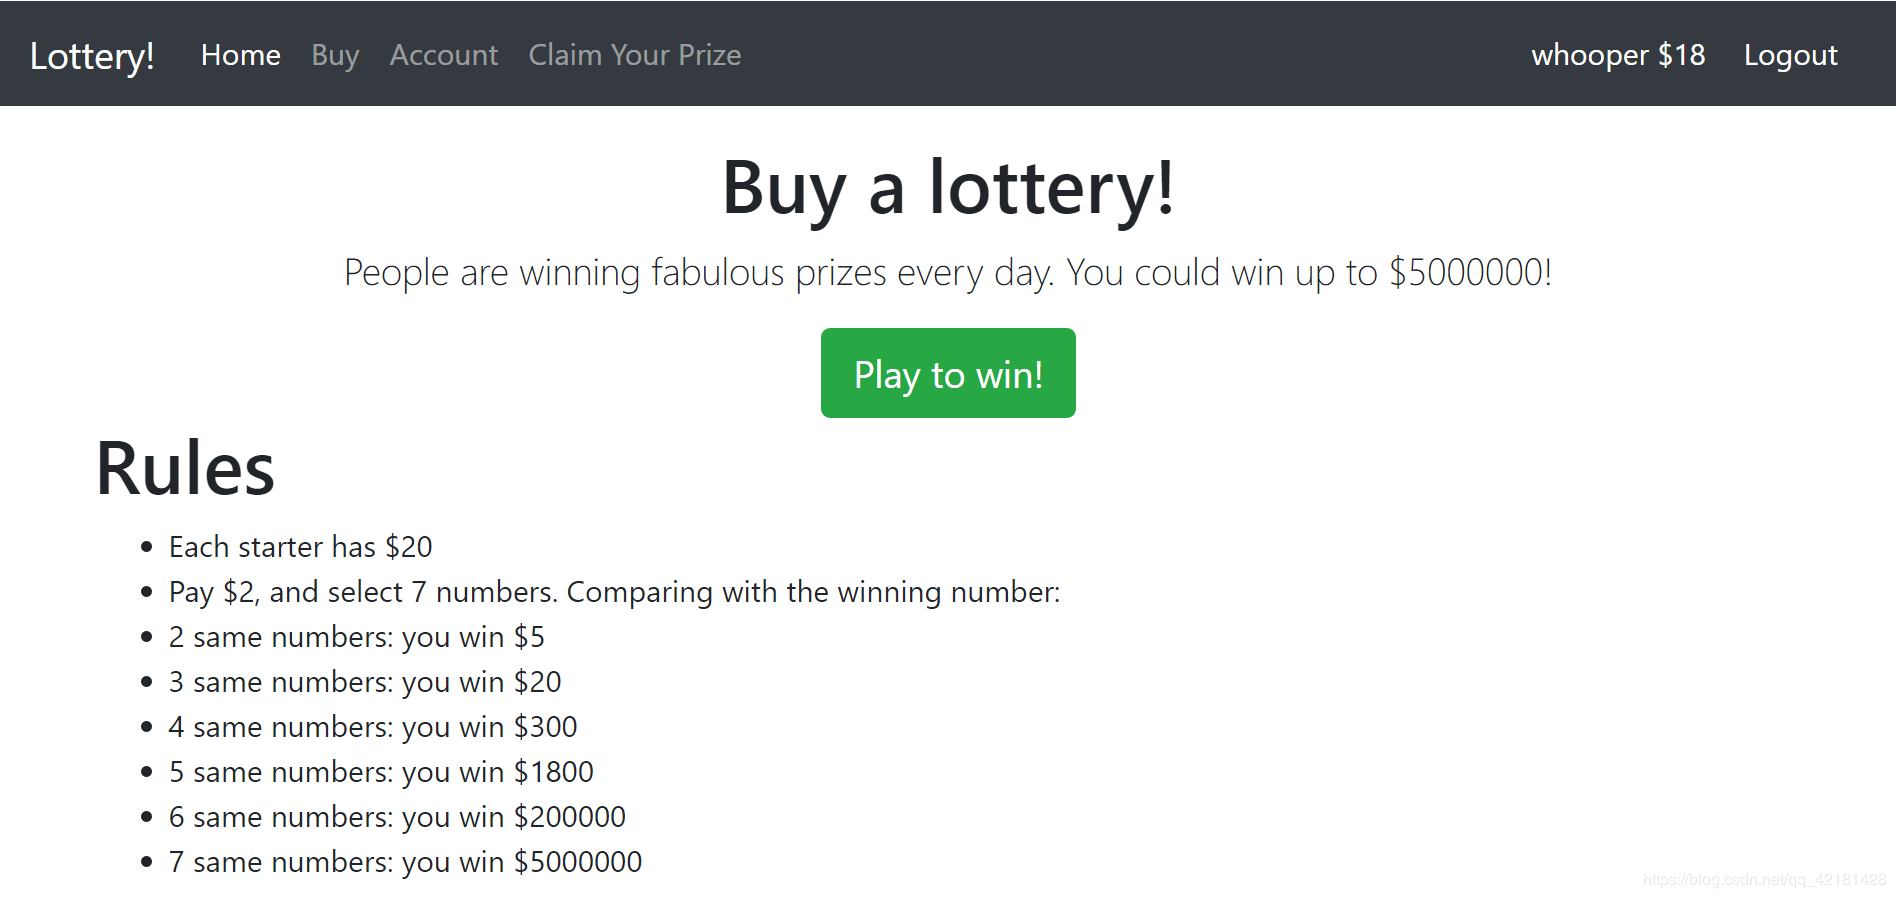 Lottery! Home Buy Account Claim Your Prize whooper $18 Logout
Buy a lottery!
People are winning fabulous prizes every day. You could win up to $5000000!
Play to win!
Rules
• Each starter has $20
• Pay $2, and select 7 numbers. Comparing with the winning number:
• 2 same numbers: you win $5
• 3 same numbers: you win $20
• 4 same numbers: you win $300
• 5 same numbers: you win $1800
• 6 same numbers: you win $200000
• 7 same numbers: you win $5000000
https://blog.csdn.net/qq_42181428